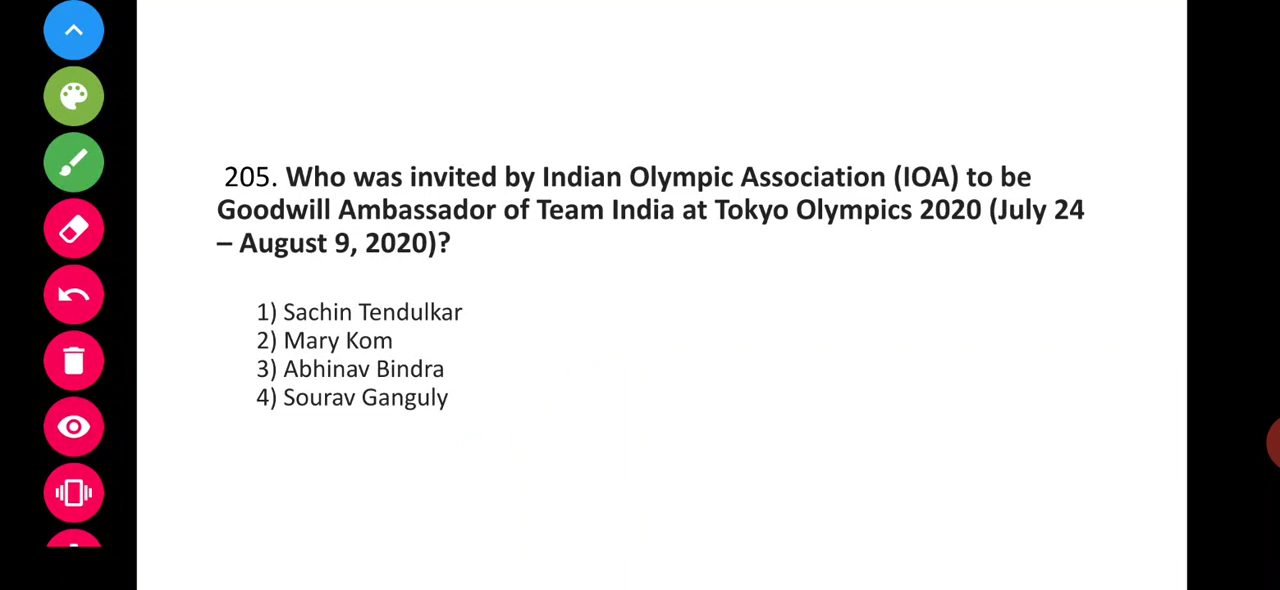 205. Who was invited by Indian Olympic Association (IOA) to be
Goodwill Ambassador of Team India at Tokyo Olympics 2020 (July 24
– August 9, 2020)?
1) Sachin Tendulkar
2) Mary Kom
3) Abhinav Bindra
4) Sourav Ganguly